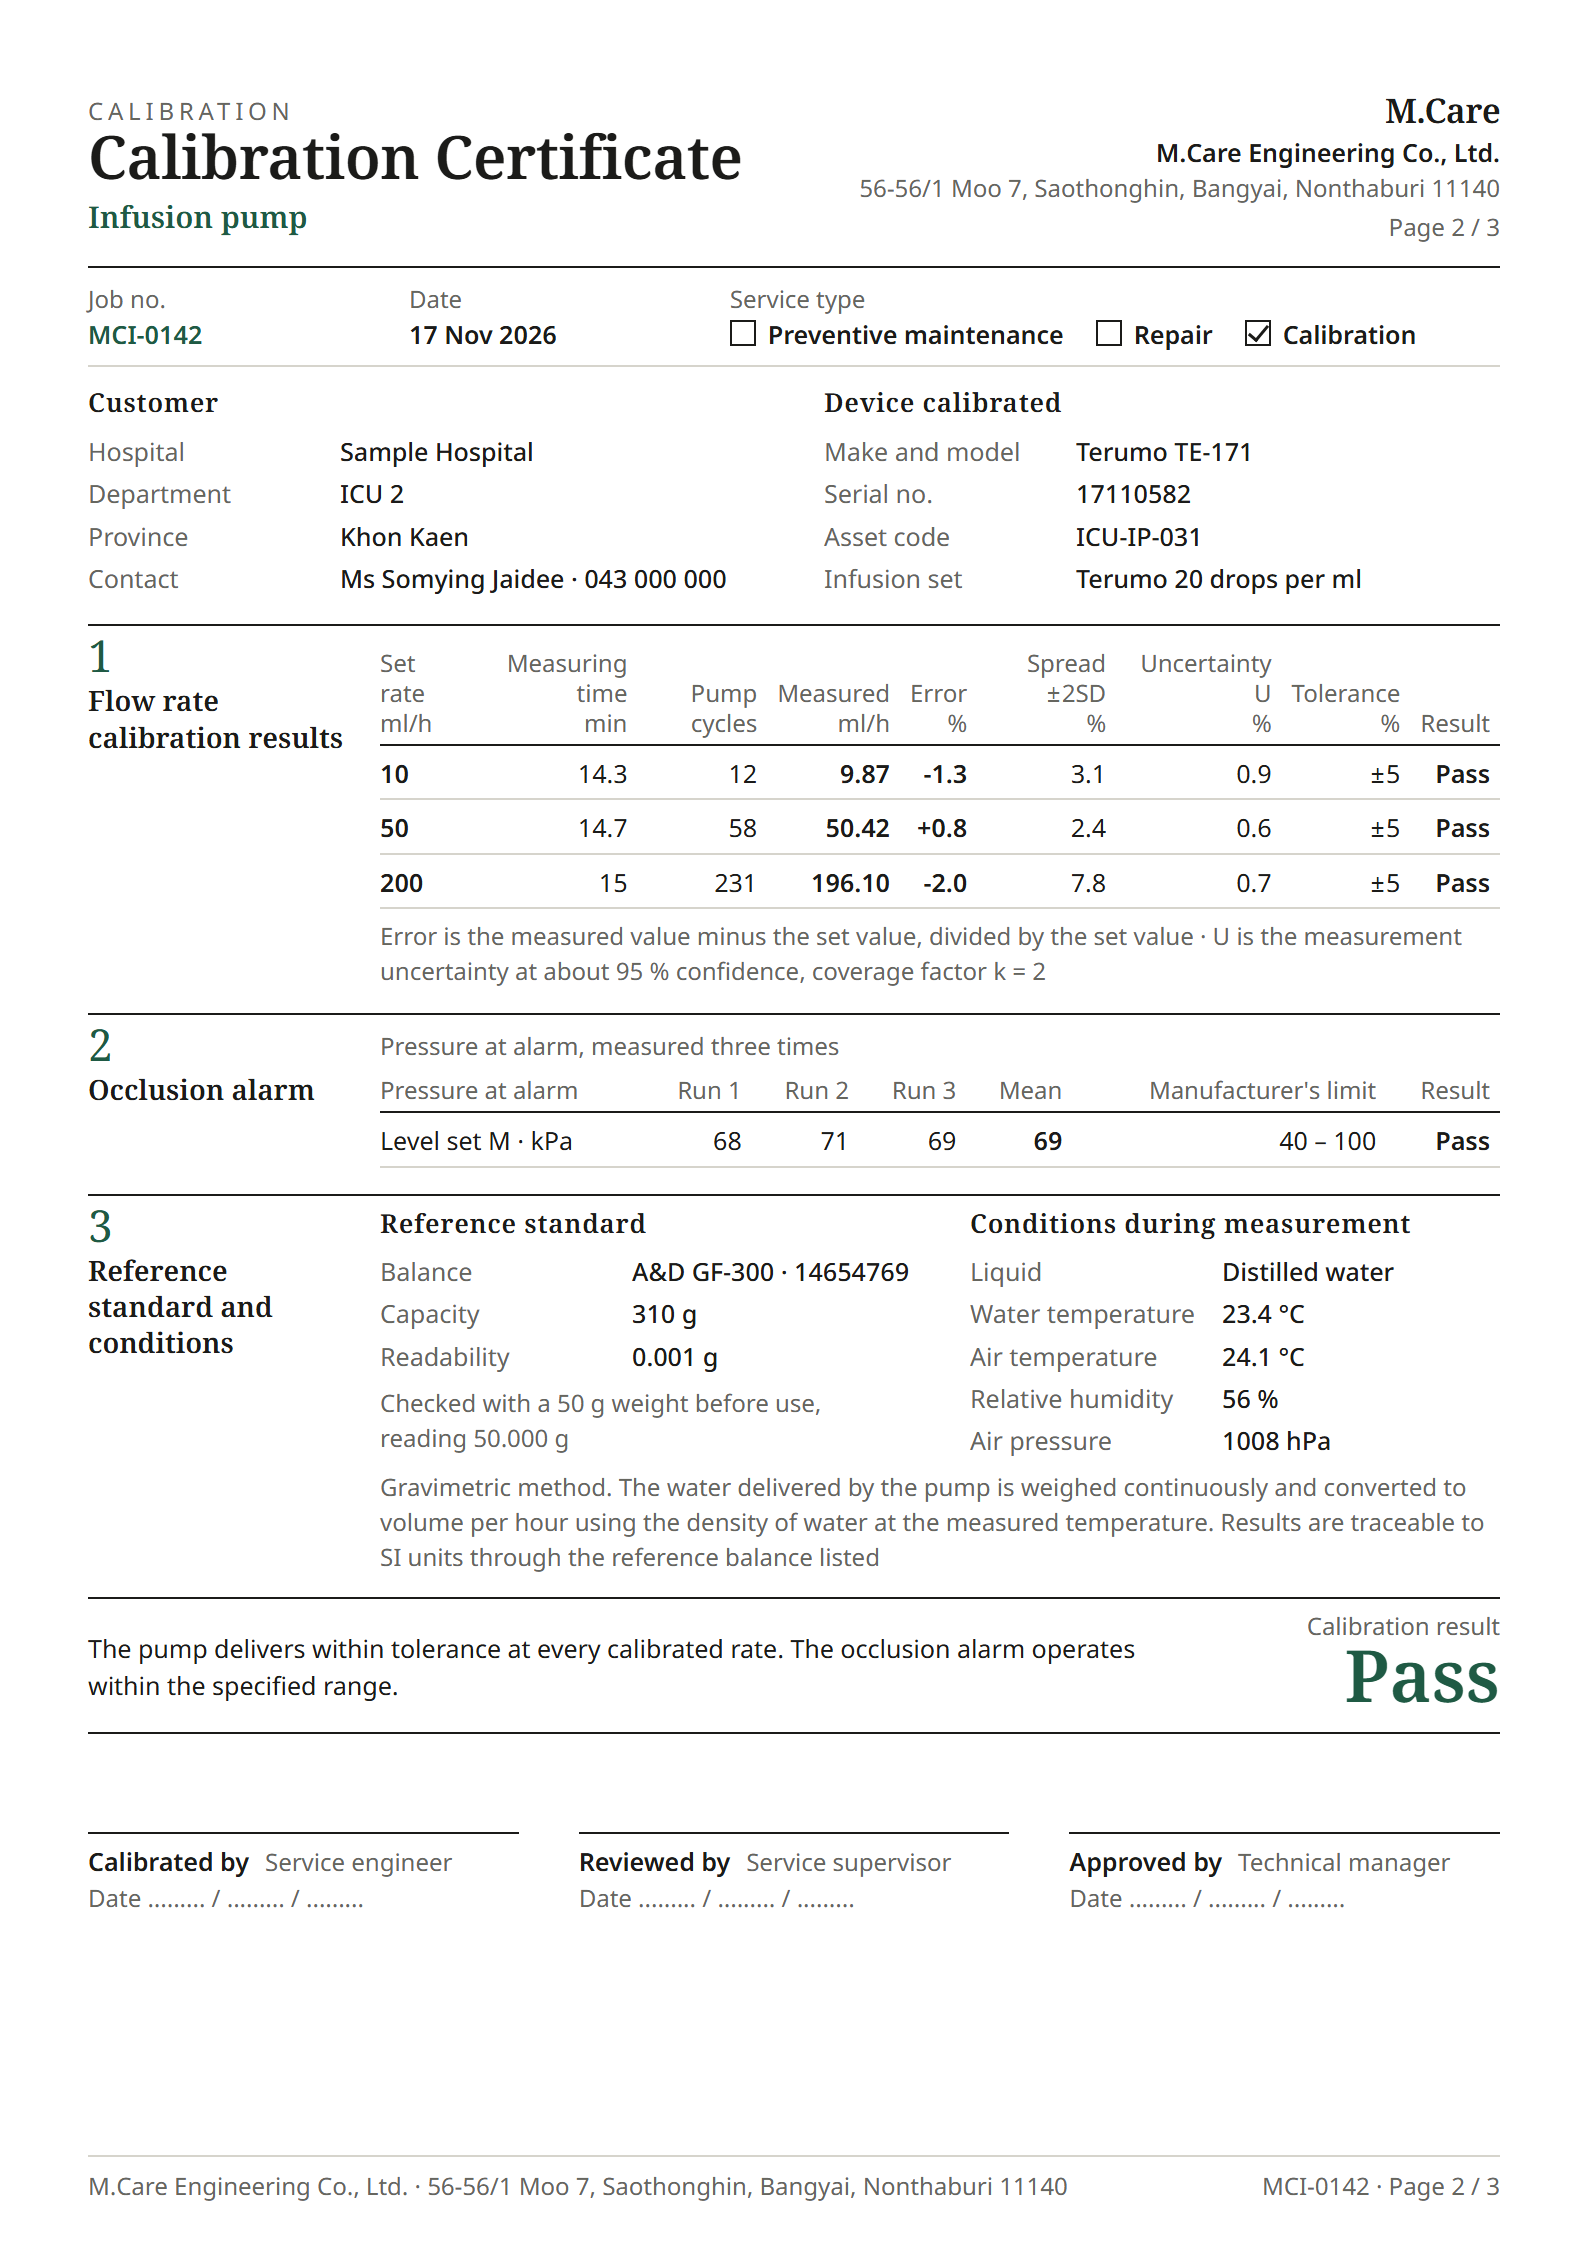 CALIBRATION
Calibration Certificate
Infusion pump
M.Care
M.Care Engineering Co., Ltd.
56-56/1 Moo 7, Saothonghin, Bangyai, Nonthaburi 11140
Page 2 / 3
Job no. Date Service type
MCI-0142 17 Nov 2026 Preventive maintenance Repair Calibration
Customer
Hospital Sample Hospital
Department ICU 2
Province Khon Kaen
Contact Ms Somying Jaidee · 043 000 000
Device calibrated
Make and model Terumo TE-171
Serial no. 17110582
Asset code ICU-IP-031
Infusion set Terumo 20 drops per ml
1
Flow rate
calibration results
Set Measuring Spread Uncertainty
rate time Pump Measured Error ±2SD U Tolerance
ml/h min cycles ml/h % % % % Result
10 14.3 12 9.87 -1.3 3.1 0.9 ±5 Pass
50 14.7 58 50.42 +0.8 2.4 0.6 ±5 Pass
200 15 231 196.10 -2.0 7.8 0.7 ±5 Pass
Error is the measured value minus the set value, divided by the set value · U is the measurement
uncertainty at about 95 % confidence, coverage factor k = 2
2
Occlusion alarm
Pressure at alarm, measured three times
Pressure at alarm Run 1 Run 2 Run 3 Mean Manufacturer's limit Result
Level set M · kPa 68 71 69 69 40 – 100 Pass
3
Reference
standard and
conditions
Reference standard
Balance A&D GF-300 · 14654769
Capacity 310 g
Readability 0.001 g
Checked with a 50 g weight before use,
reading 50.000 g
Conditions during measurement
Liquid Distilled water
Water temperature 23.4 °C
Air temperature 24.1 °C
Relative humidity 56 %
Air pressure 1008 hPa
Gravimetric method. The water delivered by the pump is weighed continuously and converted to
volume per hour using the density of water at the measured temperature. Results are traceable to
SI units through the reference balance listed
The pump delivers within tolerance at every calibrated rate. The occlusion alarm operates
within the specified range.
Calibration result
Pass
Calibrated by Service engineer
Date ......... / ......... / .........
Reviewed by Service supervisor
Date ......... / ......... / .........
Approved by Technical manager
Date ......... / ......... / .........
M.Care Engineering Co., Ltd. · 56-56/1 Moo 7, Saothonghin, Bangyai, Nonthaburi 11140 MCI-0142 · Page 2 / 3